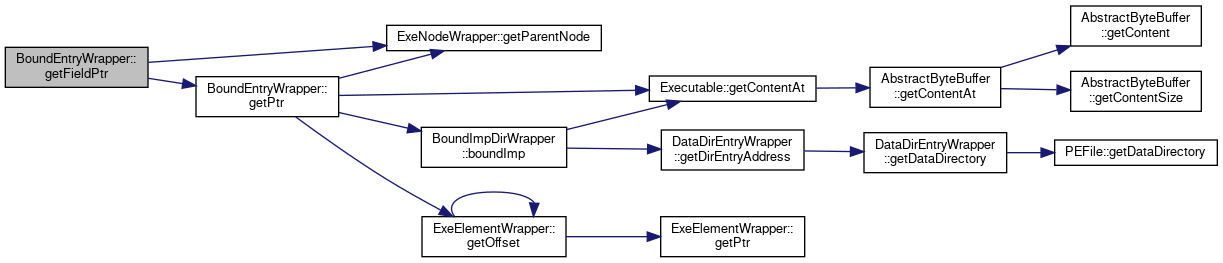 BoundEntryWrapper::
getFieldPtr
ExeNodeWrapper::getParentNode
BoundEntryWrapper::
getPtr
Executable::getContentAt
BoundImpDirWrapper
::boundImp
DataDirEntryWrapper
::getDirEntryAddress
ExeElementWrapper::
getOffset
ExeElementWrapper::
getPtr
AbstractByteBuffer
::getContentAt
AbstractByteBuffer
::getContent
AbstractByteBuffer
::getContentSize
DataDirEntryWrapper
::getDataDirectory
PEFile::getDataDirectory